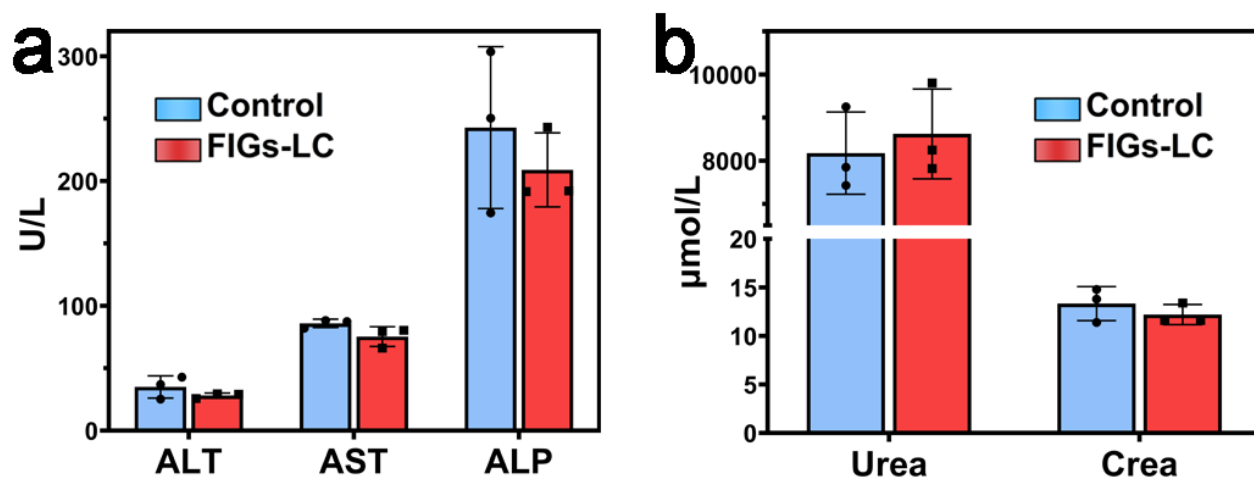 a
300
200
100
0
U/L
Control
FIGs-LC
ALT AST ALP
b
10000
8000
20
15
10
5
0
µmol/L
Control
FIGs-LC
Urea Crea